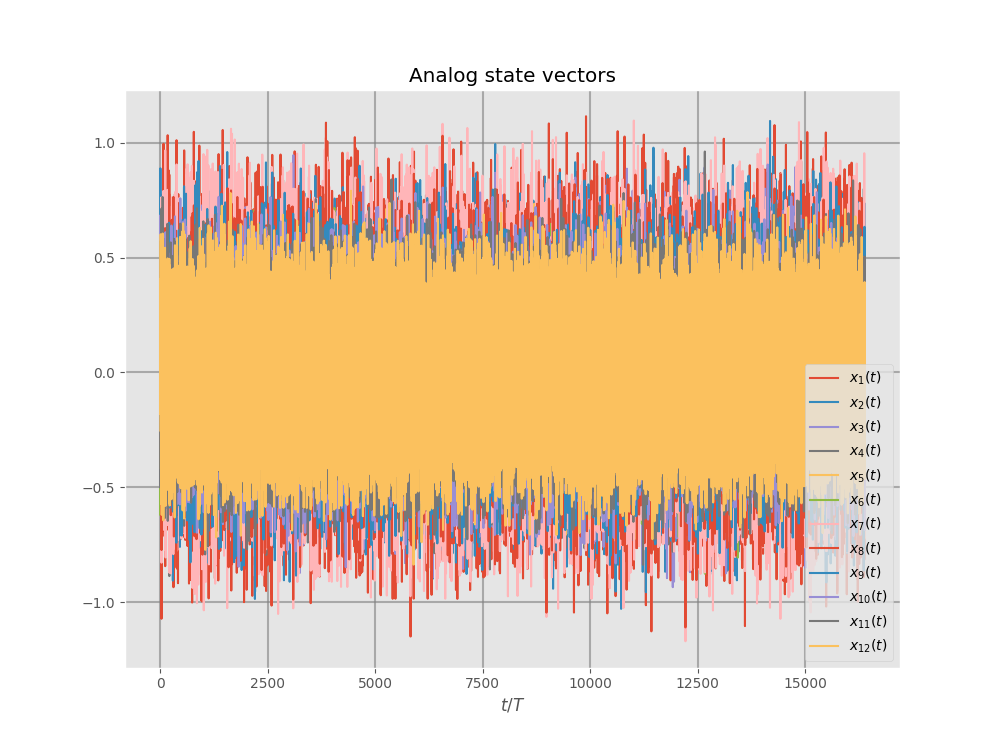 Analog state vectors
1.0
0.5
0.0
−0.5
−1.0
0 2500 5000 7500 10000 12500 15000
t/T
x₁(t)
x₂(t)
x₃(t)
x₄(t)
x₅(t)
x₆(t)
x₇(t)
x₈(t)
x₉(t)
x₁₀(t)
x₁₁(t)
x₁₂(t)